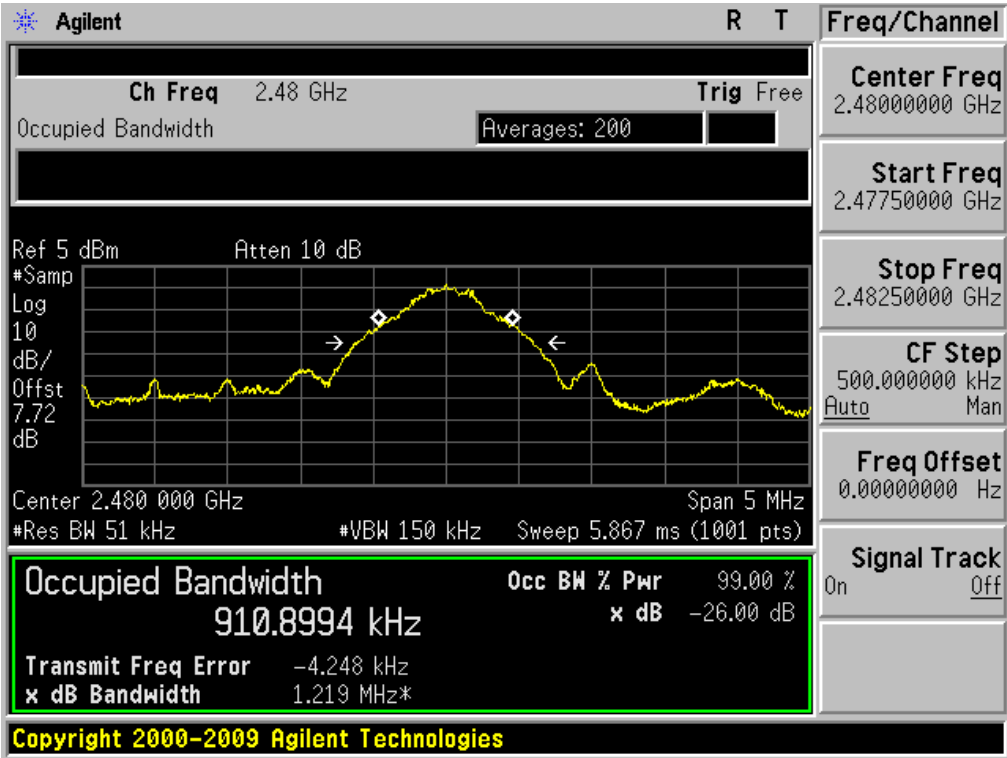 Agilent R T
Ch Freq 2.48 GHz Trig Free
Occupied Bandwidth Averages: 200
Ref 5 dBm Atten 10 dB
#Samp
Log
10
dB/
Offst
7.72
dB
Center 2.480 000 GHz Span 5 MHz
#Res BW 51 kHz #VBW 150 kHz Sweep 5.867 ms (1001 pts)
Occupied Bandwidth Occ BW % Pwr 99.00 %
910.8994 kHz x dB -26.00 dB
Transmit Freq Error -4.248 kHz
x dB Bandwidth 1.219 MHz*
Copyright 2000-2009 Agilent Technologies
Freq/Channel
Center Freq
2.48000000 GHz
Start Freq
2.47750000 GHz
Stop Freq
2.48250000 GHz
CF Step
500.000000 kHz
Auto Man
Freq Offset
0.00000000 Hz
Signal Track
On Off